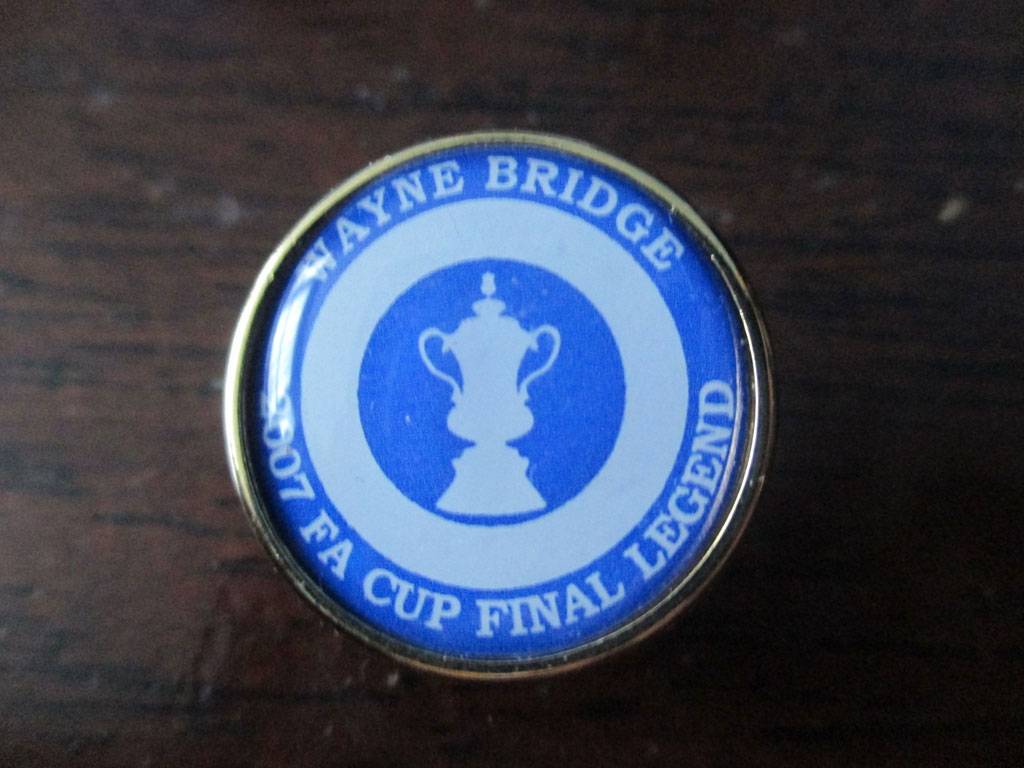 WAYNE BRIDGE
2007 FA CUP FINAL LEGEND